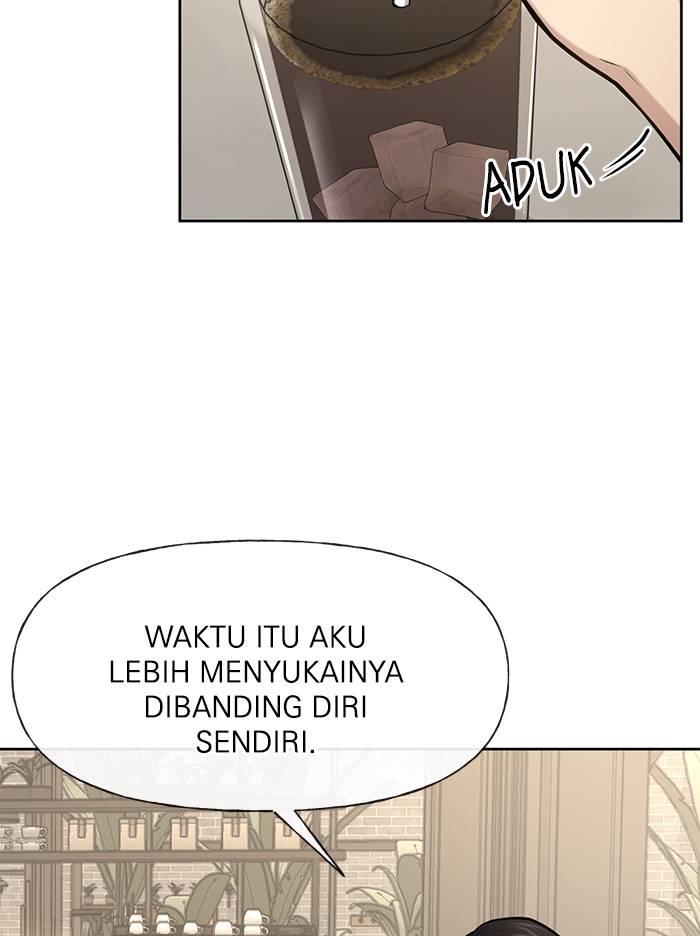 ADUK
WAKTU ITU AKU
LEBIH MENYUKAINYA
DIBANDING DIRI
SENDIRI.